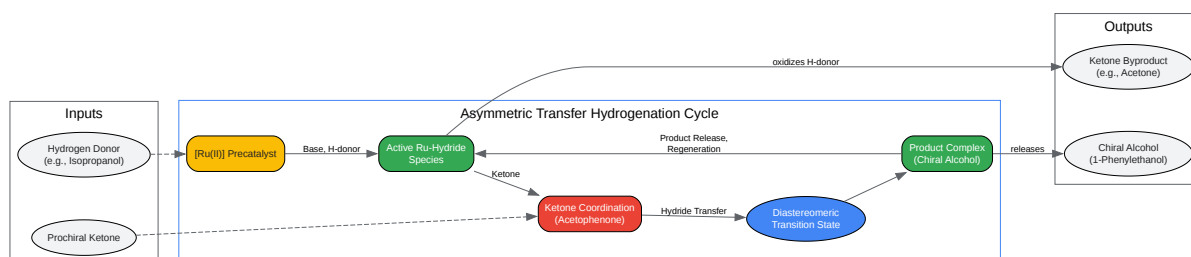 Inputs
Hydrogen Donor
(e.g., Isopropanol)
Prochiral Ketone
Asymmetric Transfer Hydrogenation Cycle
[Ru(II)] Precatalyst
Base, H-donor
Active Ru-Hydride
Species
Ketone
Ketone Coordination
(Acetophenone)
Hydride Transfer
Diastereomeric
Transition State
Product Release,
Regeneration
Product Complex
(Chiral Alcohol)
oxidizes H-donor
releases
Outputs
Ketone Byproduct
(e.g., Acetone)
Chiral Alcohol
(1-Phenylethanol)